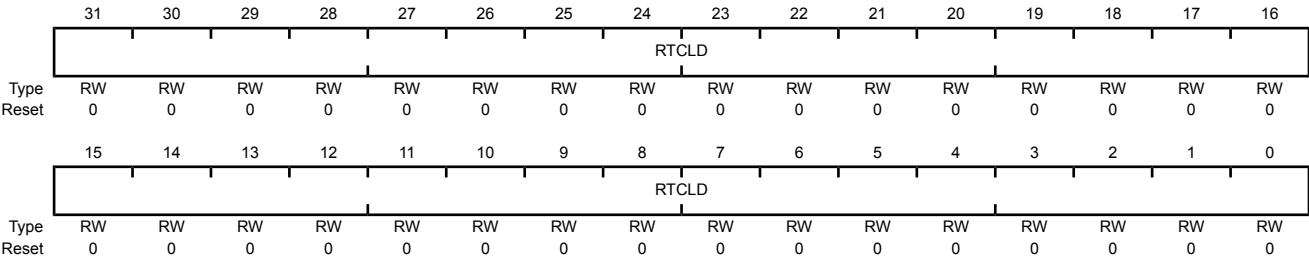 31 30 29 28 27 26 25 24 23 22 21 20 19 18 17 16
RTCLD
Type RW RW RW RW RW RW RW RW RW RW RW RW RW RW RW RW
Reset 0 0 0 0 0 0 0 0 0 0 0 0 0 0 0 0
15 14 13 12 11 10 9 8 7 6 5 4 3 2 1 0
RTCLD
Type RW RW RW RW RW RW RW RW RW RW RW RW RW RW RW RW
Reset 0 0 0 0 0 0 0 0 0 0 0 0 0 0 0 0